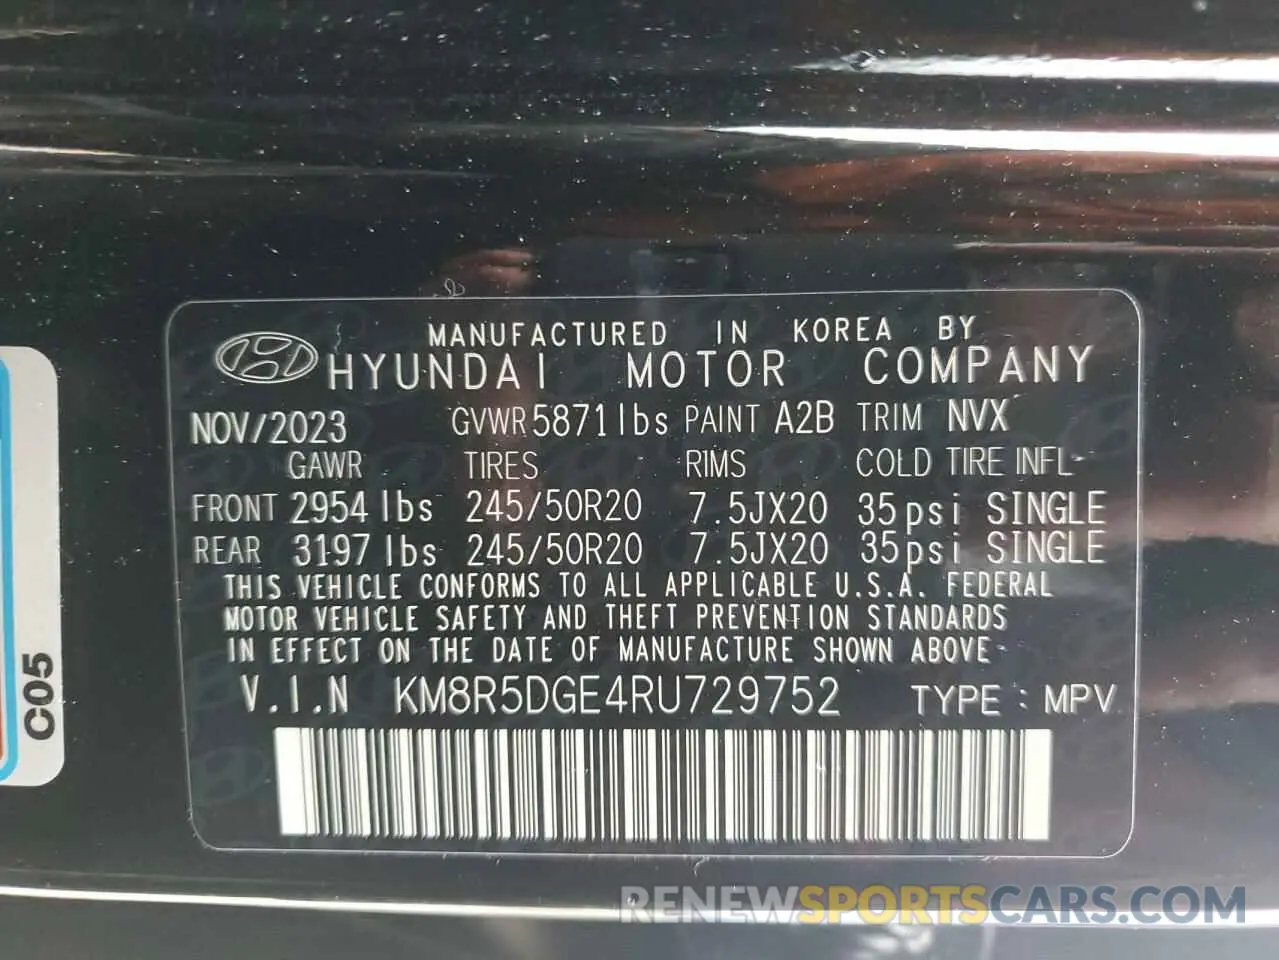 MANUFACTURED IN KOREA BY
HYUNDAI MOTOR COMPANY
NOV/2023 GVWR 5871lbs PAINT A2B TRIM NVX
GAWR TIRES RIMS COLD TIRE INFL
FRONT 2954 lbs 245/50R20 7.5JX20 35psi SINGLE
REAR 3197 lbs 245/50R20 7.5JX20 35psi SINGLE
THIS VEHICLE CONFORMS TO ALL APPLICABLE U.S.A. FEDERAL
MOTOR VEHICLE SAFETY AND THEFT PREVENTION STANDARDS
IN EFFECT ON THE DATE OF MANUFACTURE SHOWN ABOVE
V.I.N KM8R5DGE4RU729752 TYPE : MPV
C05
RENEWSPORTSCARS.COM